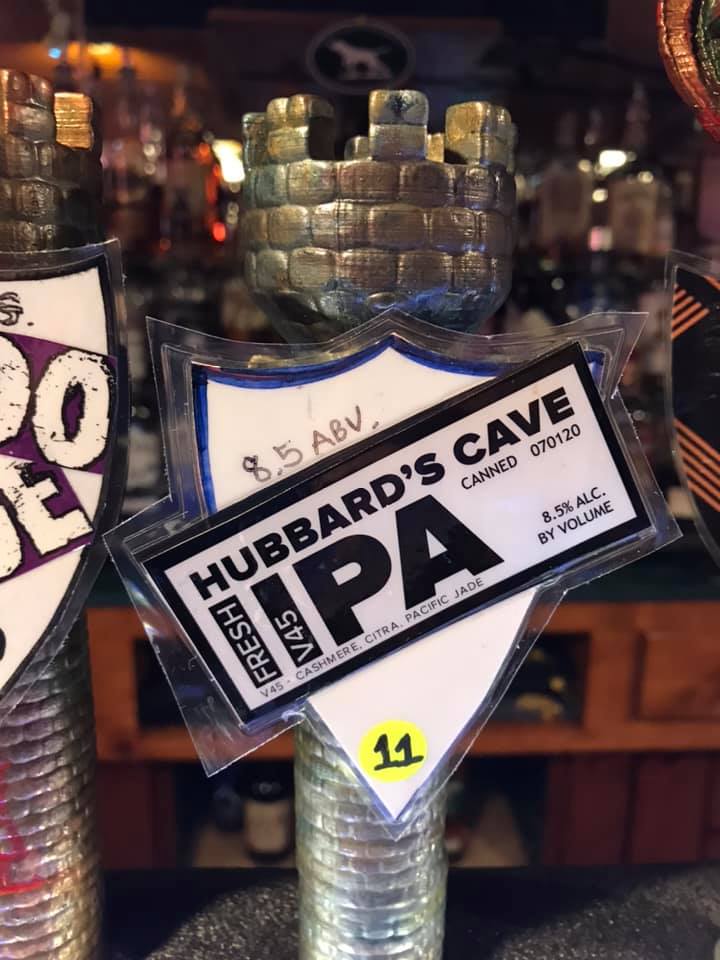 8.5 ABV.
HUBBARD'S CAVE
CANNED 070120
FRESH IIPA
V45
8.5% ALC.
BY VOLUME
V45 - CASHMERE, CITRA, PACIFIC JADE
11